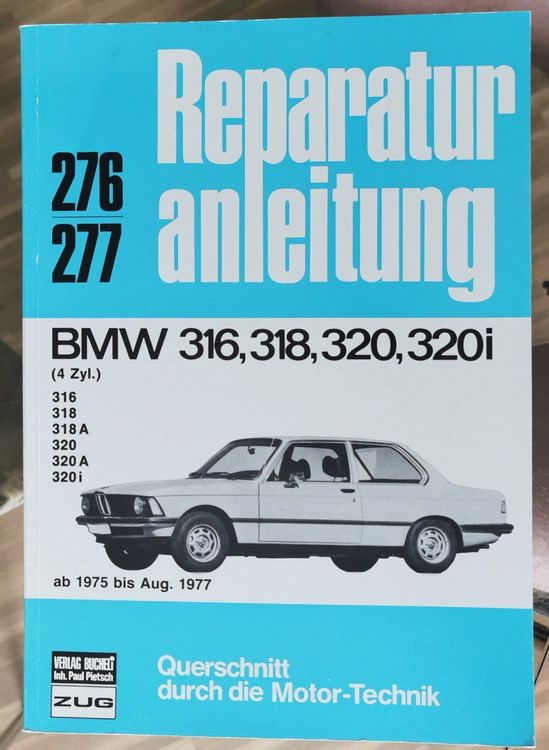 Reparatur
anleitung
276
277
BMW 316, 318, 320, 320i
(4 Zyl.)
316
318
318 A
320
320 A
320 i
ab 1975 bis Aug. 1977
VERLAG BUCHELI
Inh. Paul Pietsch
ZUG
Querschnitt
durch die Motor-Technik